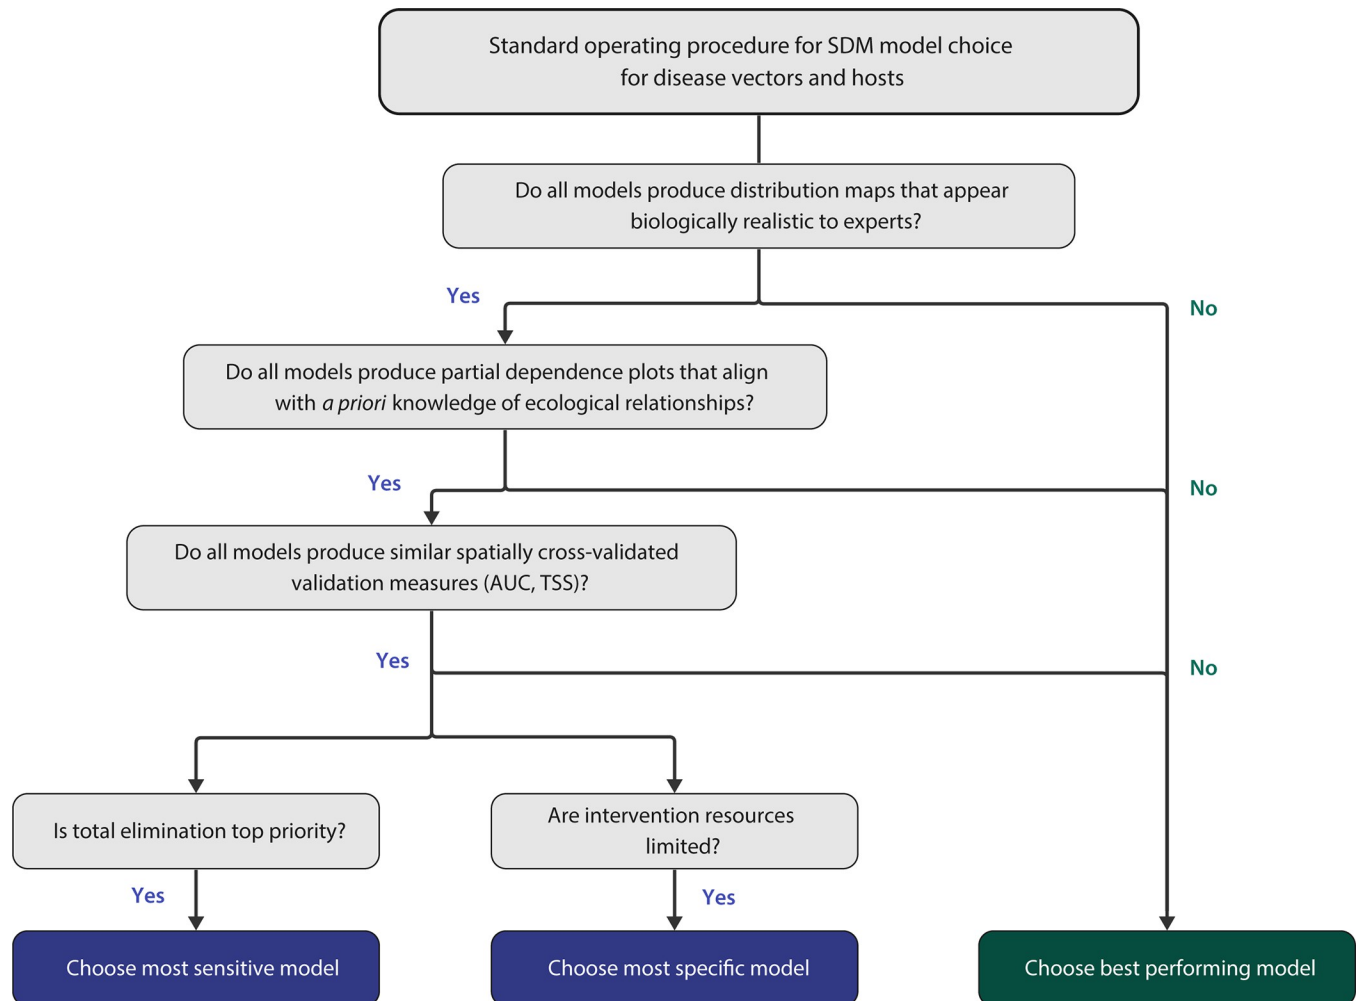 Standard operating procedure for SDM model choice
for disease vectors and hosts
Do all models produce distribution maps that appear
biologically realistic to experts?
Yes
No
Do all models produce partial dependence plots that align
with a priori knowledge of ecological relationships?
Yes
No
Do all models produce similar spatially cross-validated
validation measures (AUC, TSS)?
Yes
No
Is total elimination top priority?
Are intervention resources
limited?
Yes
Yes
Choose most sensitive model
Choose most specific model
Choose best performing model